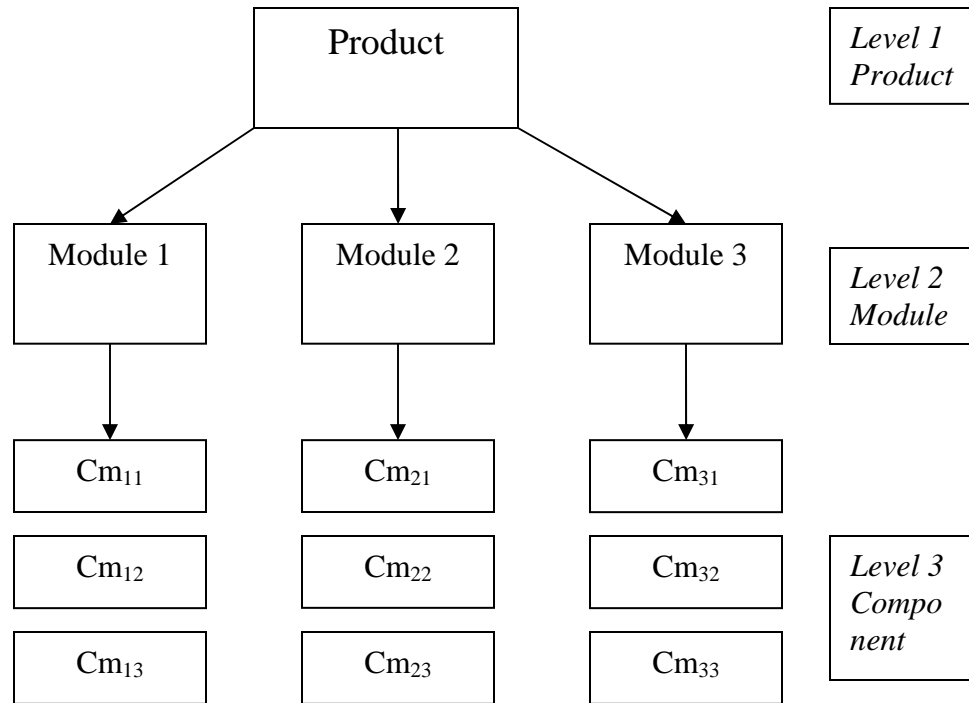 Product
Level 1
Product
Module 1
Module 2
Module 3
Level 2
Module
Cm₁₁
Cm₂₁
Cm₃₁
Cm₁₂
Cm₂₂
Cm₃₂
Level 3
Compo
nent
Cm₁₃
Cm₂₃
Cm₃₃